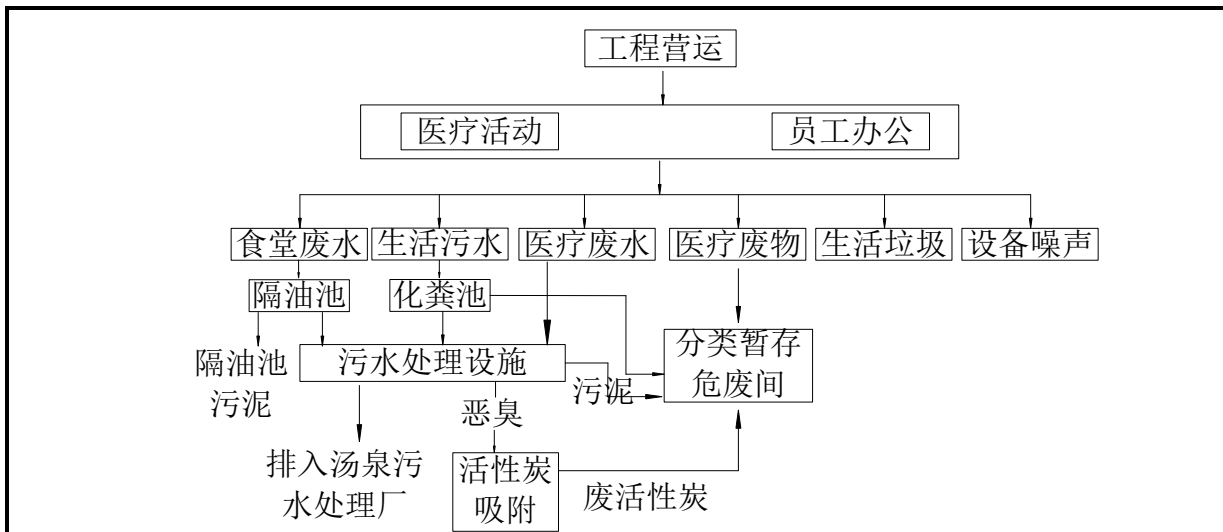 工程营运
医疗活动
员工办公
食堂废水
生活污水
医疗废水
医疗废物
生活垃圾
设备噪声
隔油池
化粪池
隔油池
污泥
污水处理设施
污泥
分类暂存
危废间
恶臭
排入汤泉污
水处理厂
活性炭
吸附
废活性炭